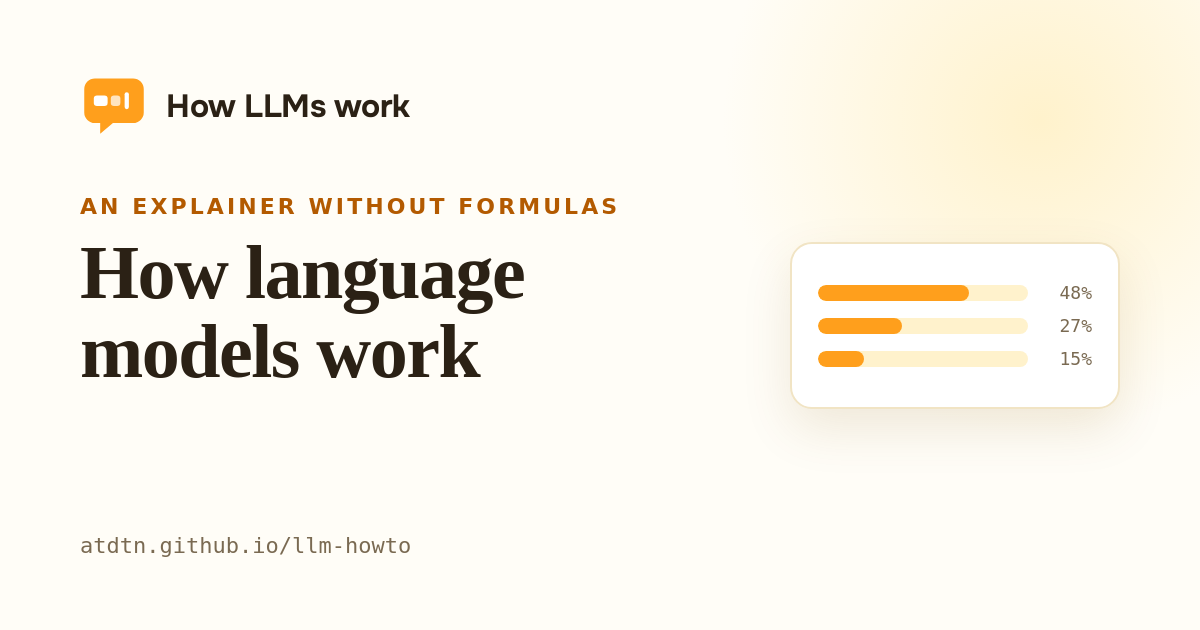 How LLMs work
AN EXPLAINER WITHOUT FORMULAS
How language
models work
48%
27%
15%
atdtn.github.io/llm-howto